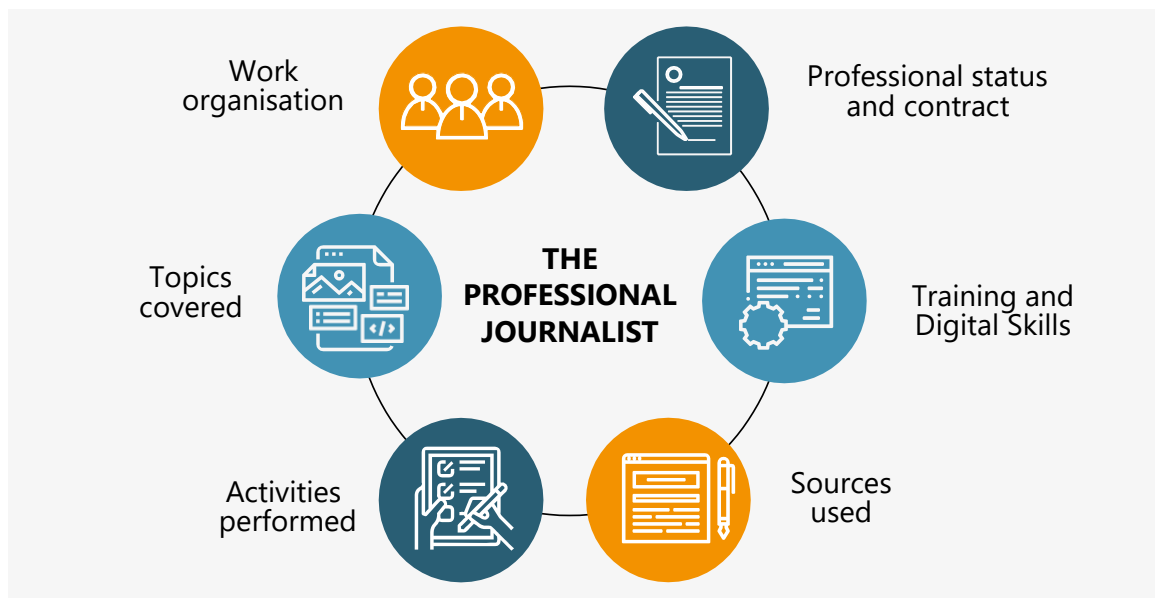 Work
organisation
Professional status
and contract
Topics
covered
THE
PROFESSIONAL
JOURNALIST
Training and
Digital Skills
Activities
performed
Sources
used